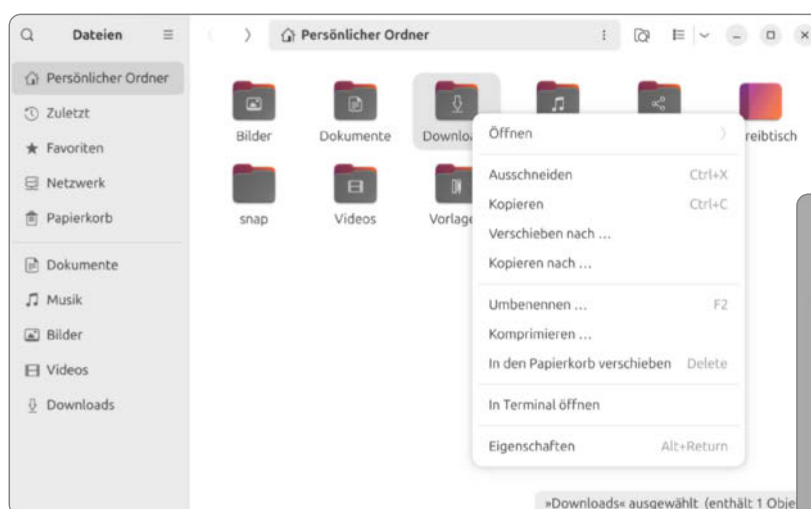 Dateien
Persönlicher Ordner
Persönlicher Ordner
Zuletzt
Favoriten
Netzwerk
Papierkorb
Dokumente
Musik
Bilder
Videos
Downloads
Bilder
Dokumente
Downloa
reibtisch
snap
Videos
Vorlage
Öffnen
Ausschneiden Ctrl+X
Kopieren Ctrl+C
Verschieben nach ...
Kopieren nach ...
Umbenennen ... F2
Komprimieren ...
In den Papierkorb verschieben Delete
In Terminal öffnen
Eigenschaften Alt+Return
»Downloads« ausgewählt (enthält 1 Obje